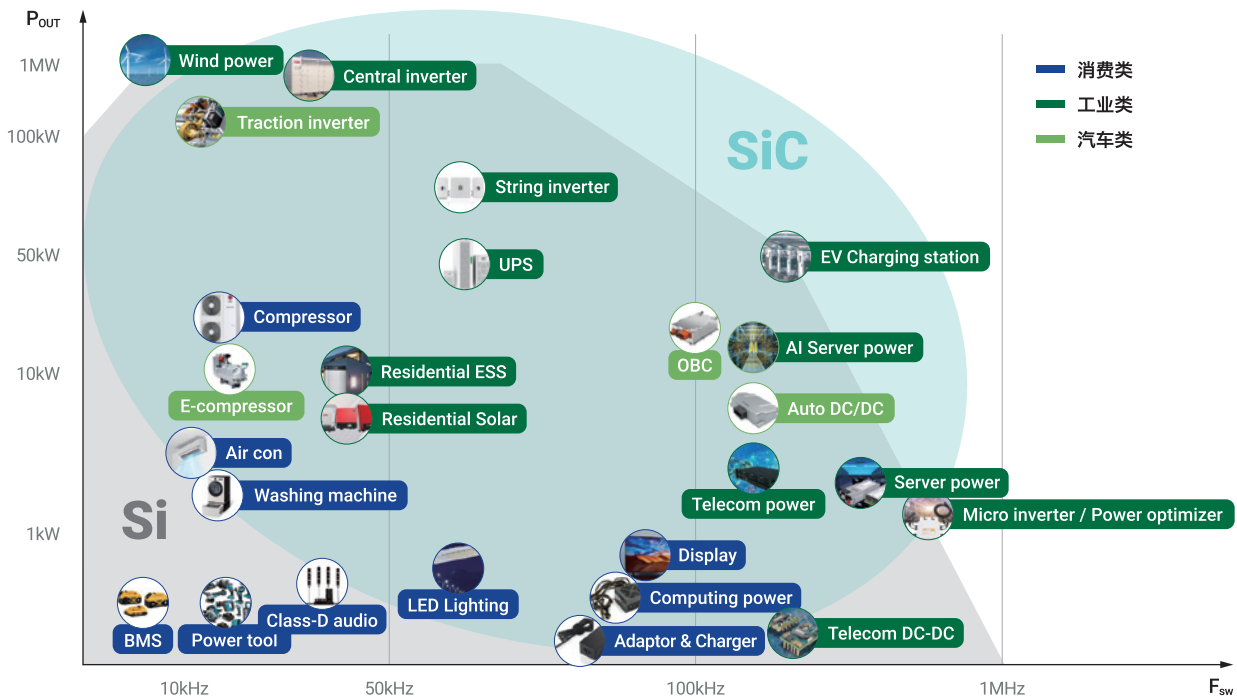 POUT
1MW
100kW
50kW
10kW
1kW
Wind power
Central inverter
Traction inverter
消费类
工业类
汽车类
SiC
String inverter
UPS
EV Charging station
Compressor
OBC
AI Server power
Residential ESS
E-compressor
Auto DC/DC
Residential Solar
Air con
Washing machine
Si
Telecom power
Server power
Micro inverter / Power optimizer
Display
LED Lighting
Computing power
BMS
Power tool
Class-D audio
Adaptor & Charger
Telecom DC-DC
10kHz
50kHz
100kHz
1MHz
FSW